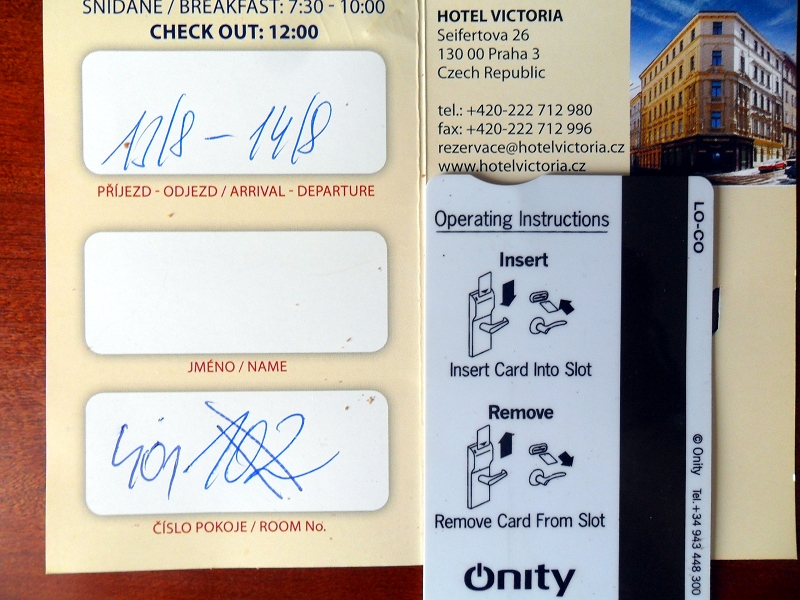 SNÍDANĚ / BREAKFAST: 7:30 - 10:00
CHECK OUT: 12:00
13/8 - 14/8
PŘÍJEZD - ODJEZD / ARRIVAL - DEPARTURE
JMÉNO / NAME
401 102
ČÍSLO POKOJE / ROOM No.
HOTEL VICTORIA
Seifertova 26
130 00 Praha 3
Czech Republic
tel.: +420-222 712 980
fax: +420-222 712 996
rezervace@hotelvictoria.cz
www.hotelvictoria.cz
Operating Instructions
Insert
Insert Card Into Slot
Remove
Remove Card From Slot
Onity
LO-CO
© Onity Tel.+34 943 448 300